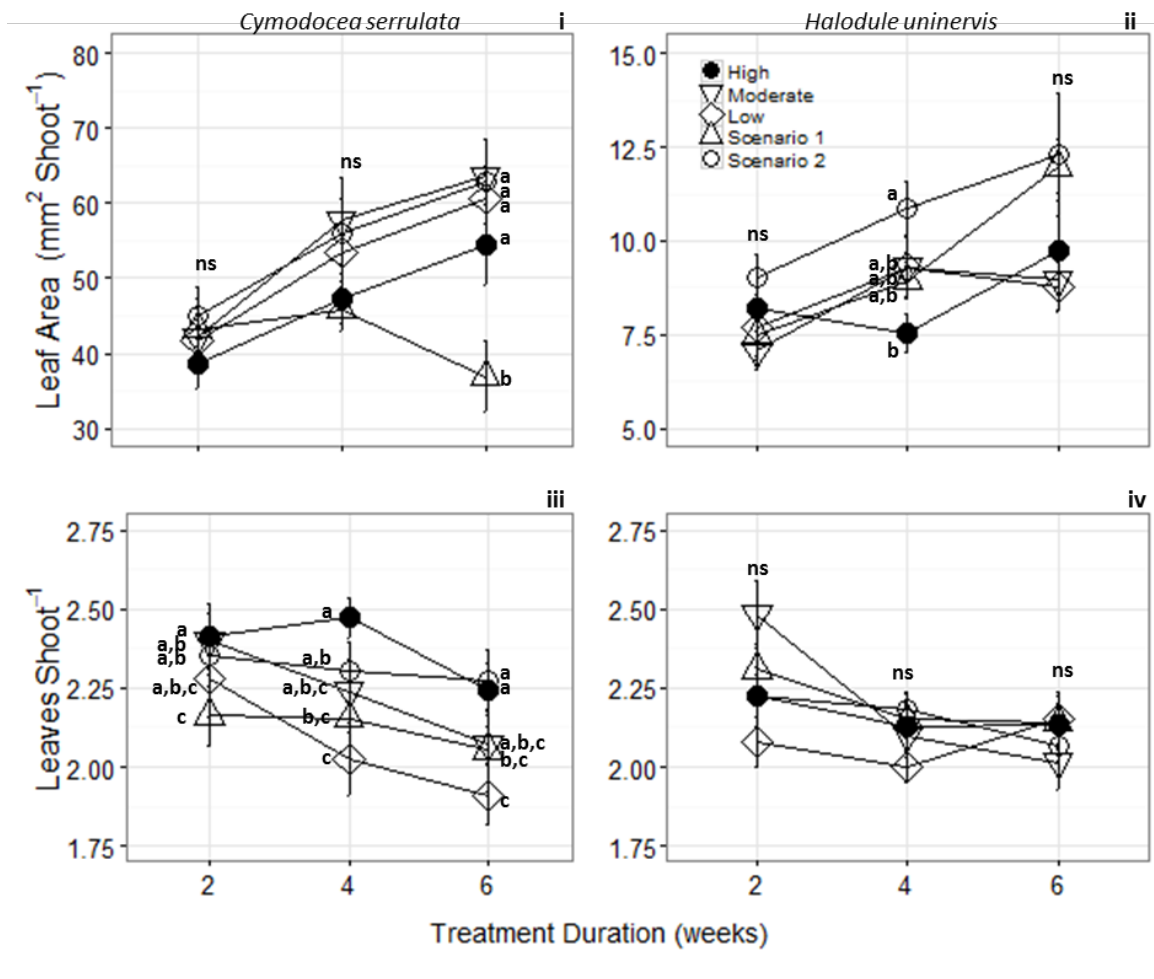 Cymodocea serrulata i
Halodule uninervis ii
Leaf Area (mm² Shoot⁻¹)
80
70
60
50
40
30
ns
ns
a
a
a
a
b
15.0
12.5
10.0
7.5
5.0
High
Moderate
Low
Scenario 1
Scenario 2
ns
a
a,b
a,b
a,b
b
ns
iii
Leaves Shoot⁻¹
2.75
2.50
2.25
2.00
1.75
a
a,b
a,b
a,b,c
c
a
a,b
a,b,c
b,c
c
a
a
a,b,c
b,c
c
2 4 6
iv
2.75
2.50
2.25
2.00
1.75
ns
ns
ns
2 4 6
Treatment Duration (weeks)